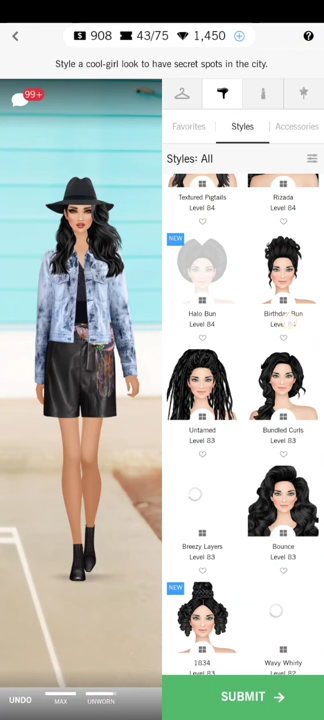 908 43/75 1,450
Style a cool-girl look to have secret spots in the city.
99+
Favorites Styles Accessories
Styles: All
Textured Pigtails Rizada
Level 84 Level 84
NEW
Halo Bun Birthday Bun
Level 84
Untamed Bundled Curls
Level 83 Level 83
Breezy Layers Bounce
Level 83 Level 83
NEW
1834 Wavy Whirly
Level 83 Level 82
UNDO MAX UNWORN
SUBMIT